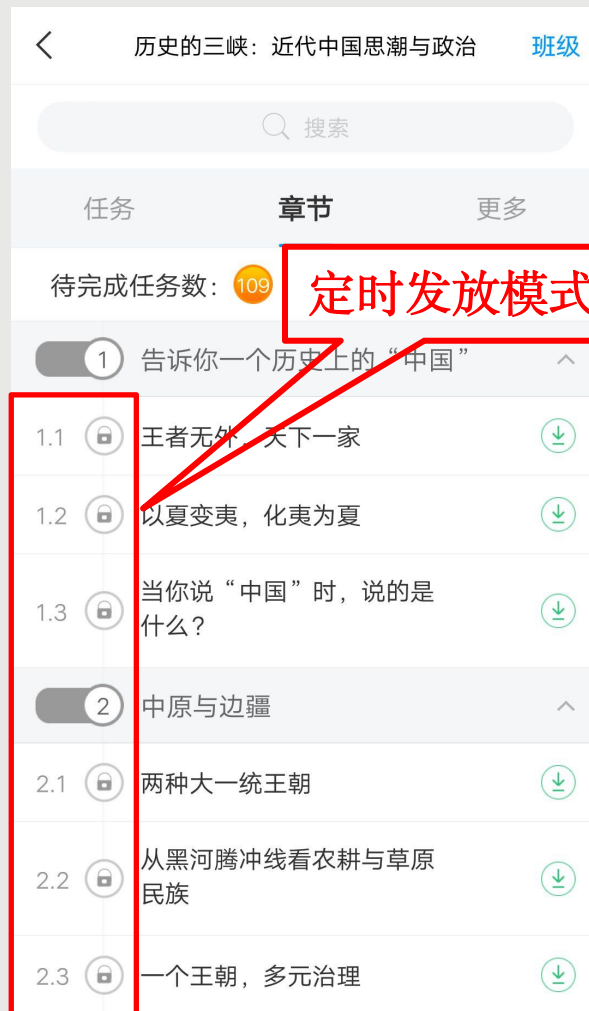 历史的三峡：近代中国思潮与政治 班级
搜索
任务 章节 更多
待完成任务数： 109
定时发放模式
1 告诉你一个历史上的“中国”
1.1 王者无外，天下一家
1.2 以夏变夷，化夷为夏
1.3 当你说“中国”时，说的是
什么？
2 中原与边疆
2.1 两种大一统王朝
2.2 从黑河腾冲线看农耕与草原
民族
2.3 一个王朝，多元治理